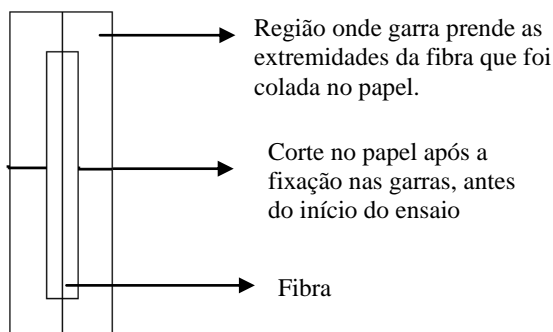 Região onde garra prende as
extremidades da fibra que foi
colada no papel.
Corte no papel após a
fixação nas garras, antes
do início do ensaio
Fibra